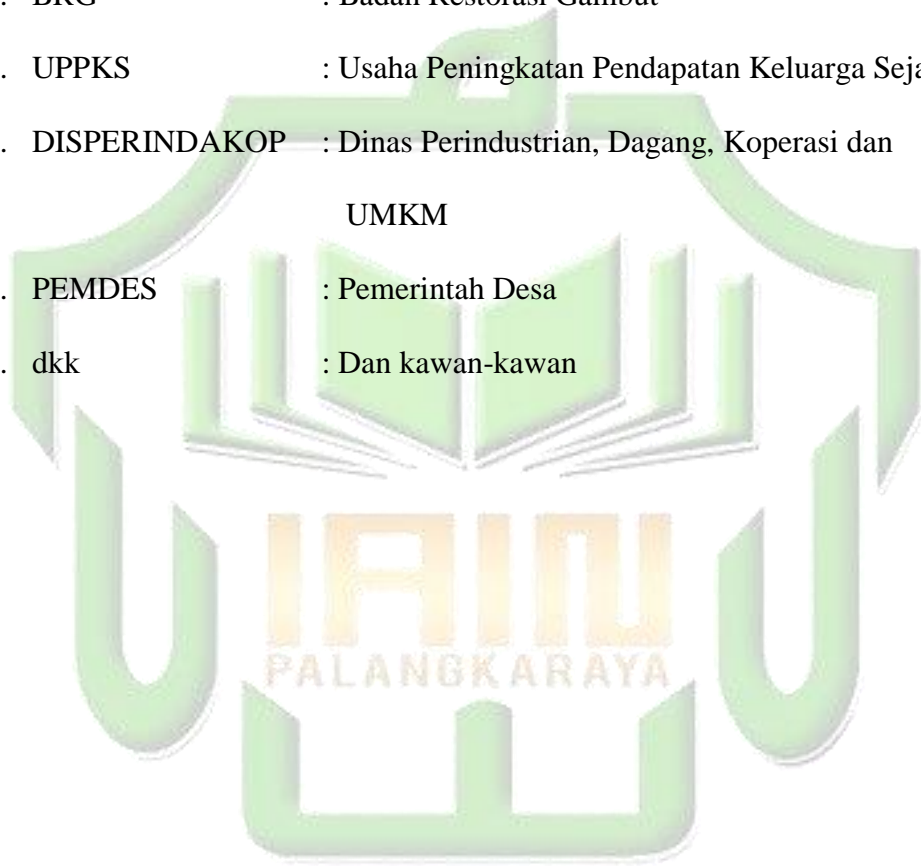 . BRG : Badan Restorasi Gambut
. UPPKS : Usaha Peningkatan Pendapatan Keluarga
. DISPERINDAKOP : Dinas Perindustrian, Dagang, Koperasi dan
UMKM
. PEMDES : Pemerintah Desa
. dkk : Dan kawan-kawan
IAIN
PALANGKARAYA